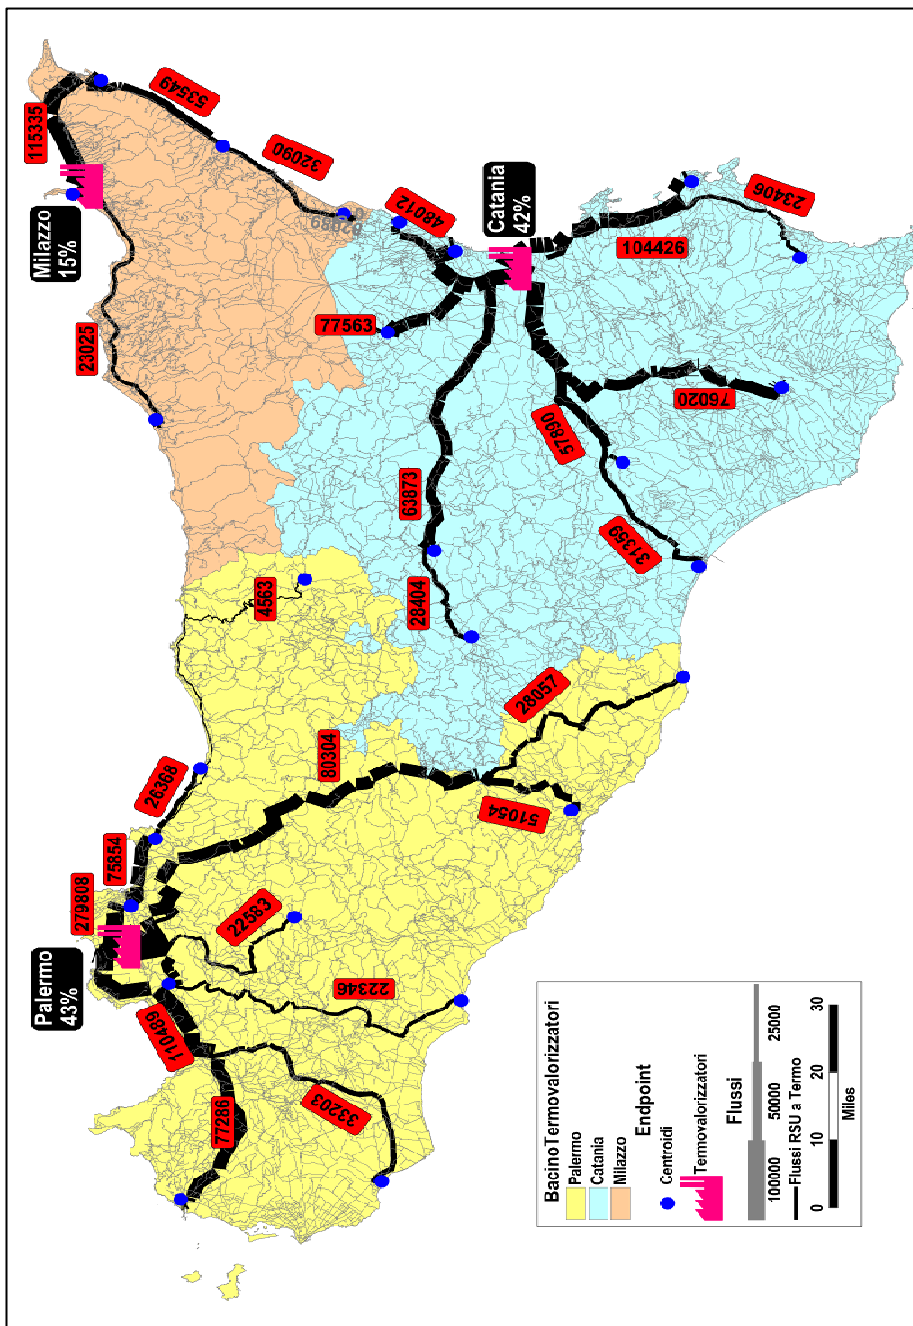 115335
53549
32090
Milazzo
15%
23025
62089
48012
Catania
42%
77563
104426
23406
76020
57890
31359
63873
28404
4563
28057
80304
51054
26368
75854
279808
Palermo
43%
22583
22346
110489
77286
33203
Bacino Termovalorizzatori
Palermo
Catania
Milazzo
Endpoint
Centroidi
Termovalorizzatori
Flussi
100000 50000 25000
Flussi RSU a Termo
0 10 20 30
Miles